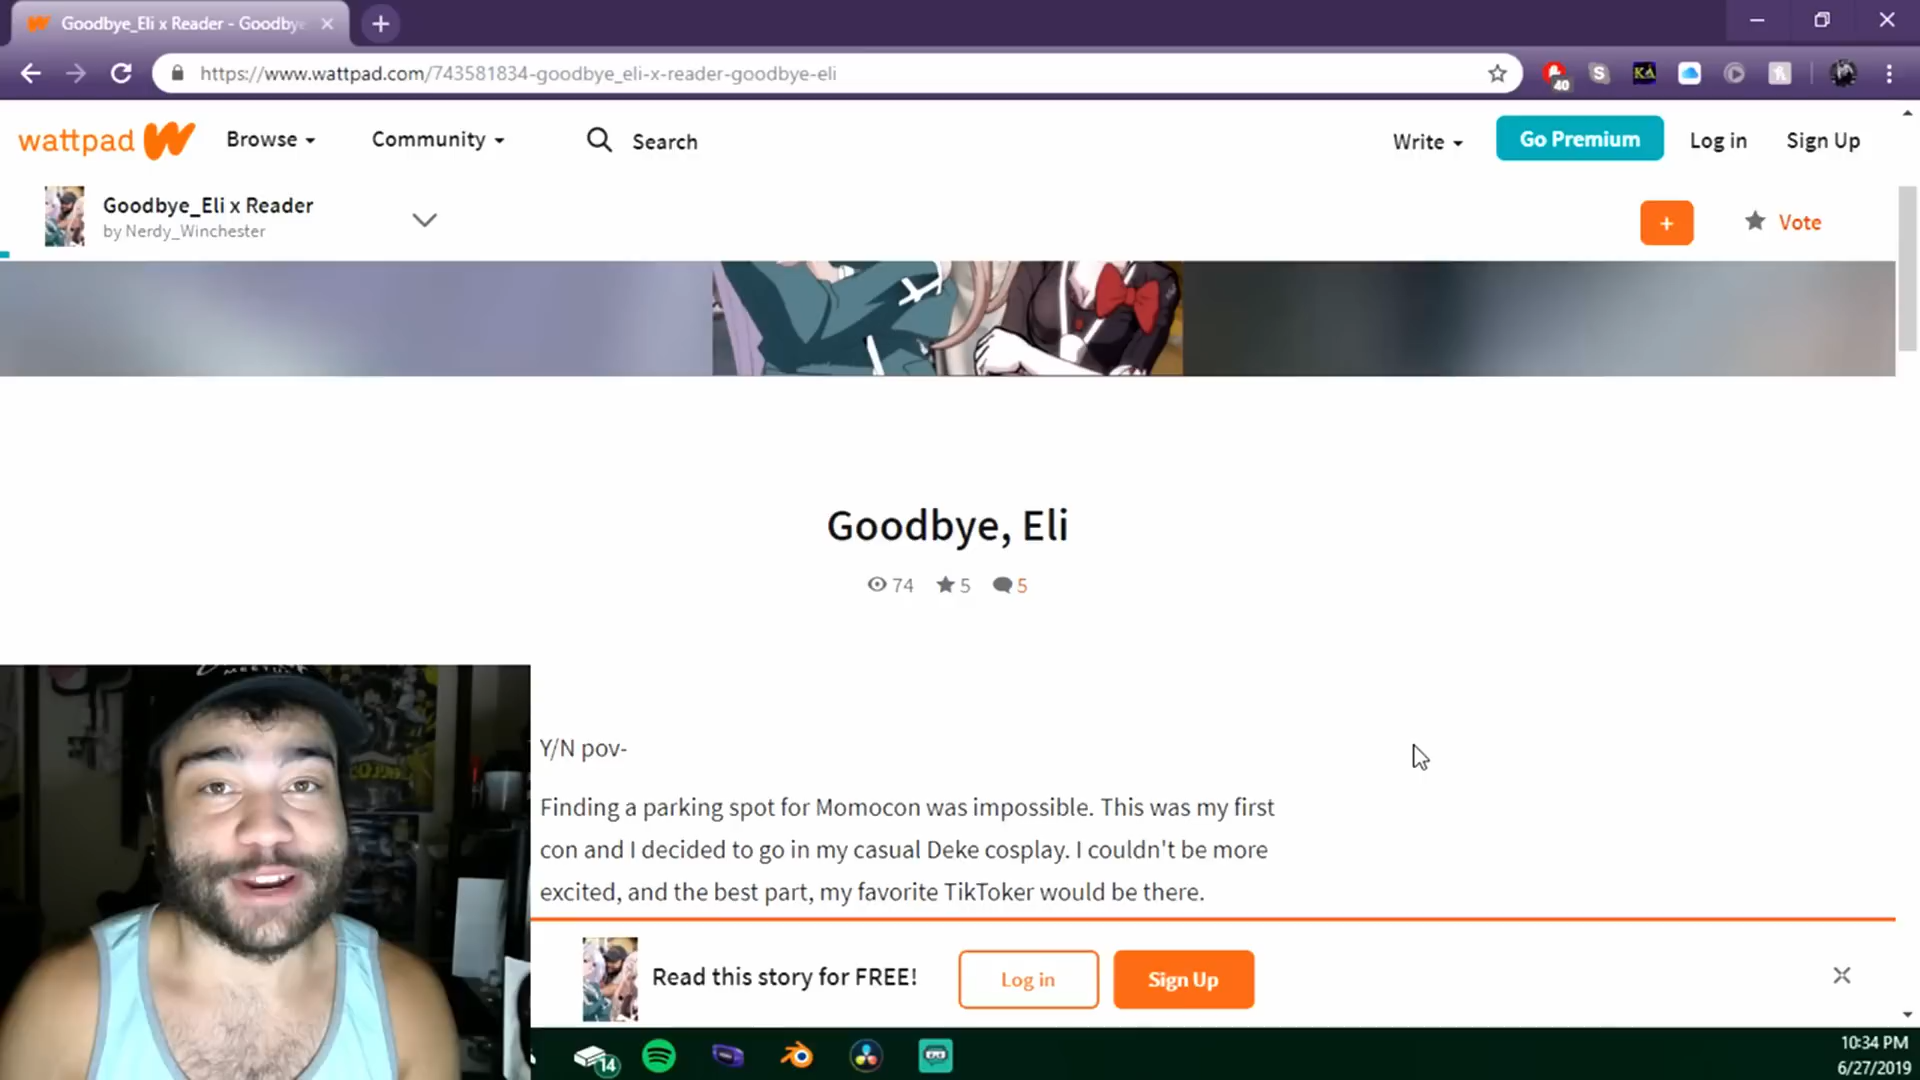 Goodbye_Eli x Reader - Goodbye
https://www.wattpad.com/743581834-goodbye_eli-x-reader-goodbye-eli
40
S
KA
wattpad
Browse
Community
Search
Write
Go Premium
Log in
Sign Up
Goodbye_Eli x Reader
by Nerdy_Winchester
+
Vote
Goodbye, Eli
74
5
5
Y/N pov-
Finding a parking spot for Momocon was impossible. This was my first
con and I decided to go in my casual Deke cosplay. I couldn't be more
excited, and the best part, my favorite TikToker would be there.
Read this story for FREE!
Log in
Sign Up
14
10:34 PM
6/27/2019